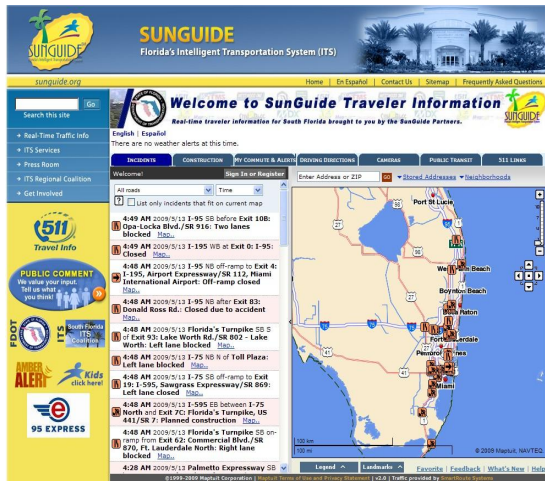 SUNGUIDE
SUNGUIDE
Florida's Intelligent Transportation System (ITS)
sunguide.org
Home | En Español | Contact Us | Sitemap | Frequently Asked Questions
Go
Search this site
+ Real-Time Traffic Info
+ ITS Services
+ Press Room
+ ITS Regional Coalition
+ Get Involved
511
Travel Info
PUBLIC COMMENT
We value your input.
Tell us what
you think!
FDOT
ITS
South Florida
ITS
Coalition
AMBER
ALERT
Kids
click here!
95 EXPRESS
Welcome to SunGuide Traveler Information
Real-time traveler information for South Florida brought to you by the SunGuide Partners.
SUNGUIDE
English | Español
There are no weather alerts at this time.
INCIDENTS CONSTRUCTION MY COMMUTE & ALERTS DRIVING DIRECTIONS CAMERAS PUBLIC TRANSIT 511 LINKS
Welcome! Sign In or Register
All roads Time
? List only incidents that fit on current map
4:49 AM 2009/5/13 I-95 SB before Exit 10B:
Opa-Locka Blvd./SR 916: Two lanes
blocked Map..
4:49 AM 2009/5/13 I-195 WB at Exit 0: I-95:
Closed Map..
4:48 AM 2009/5/13 I-95 NB off-ramp to Exit 4:
I-195, Airport Expressway/SR 112, Miami
International Airport: Off-ramp closed
Map..
4:48 AM 2009/5/13 I-95 NB after Exit 83:
Donald Ross Rd.: Closed due to accident
Map..
4:48 AM 2009/5/13 Florida's Turnpike SB S
of Exit 93: Lake Worth Rd./SR 802 - Lake
Worth: Left lane blocked Map..
4:48 AM 2009/5/13 I-75 NB N of Toll Plaza:
Left lane blocked Map..
4:48 AM 2009/5/13 I-75 SB off-ramp to Exit
19: I-595, Sawgrass Expressway/SR 869:
Left lane closed Map..
4:48 AM 2009/5/13 I-595 EB between I-75
North and Exit 7C: Florida's Turnpike, US
441/SR 7: Planned construction Map..
4:48 AM 2009/5/13 Florida's Turnpike SB on-
ramp from Exit 62: Commercial Blvd./SR
870, Ft. Lauderdale North: Right lane
blocked Map..
4:28 AM 2009/5/13 Palmetto Expressway SB
Enter Address or ZIP GO Stored Addresses Neighborhoods
Port St Lucie
98
27
441
Boynton Beach
75
41
27
Miami
100 km
100 mi
© 2009 Maptuit, NAVTEQ
Legend Landmarks Favorite | Feedback | What's New | Help
©1999-2009 Maptuit Corporation | Maptuit Terms of Use and Privacy Statement | v2.0 | Traffic provided by SmartRoute Systems